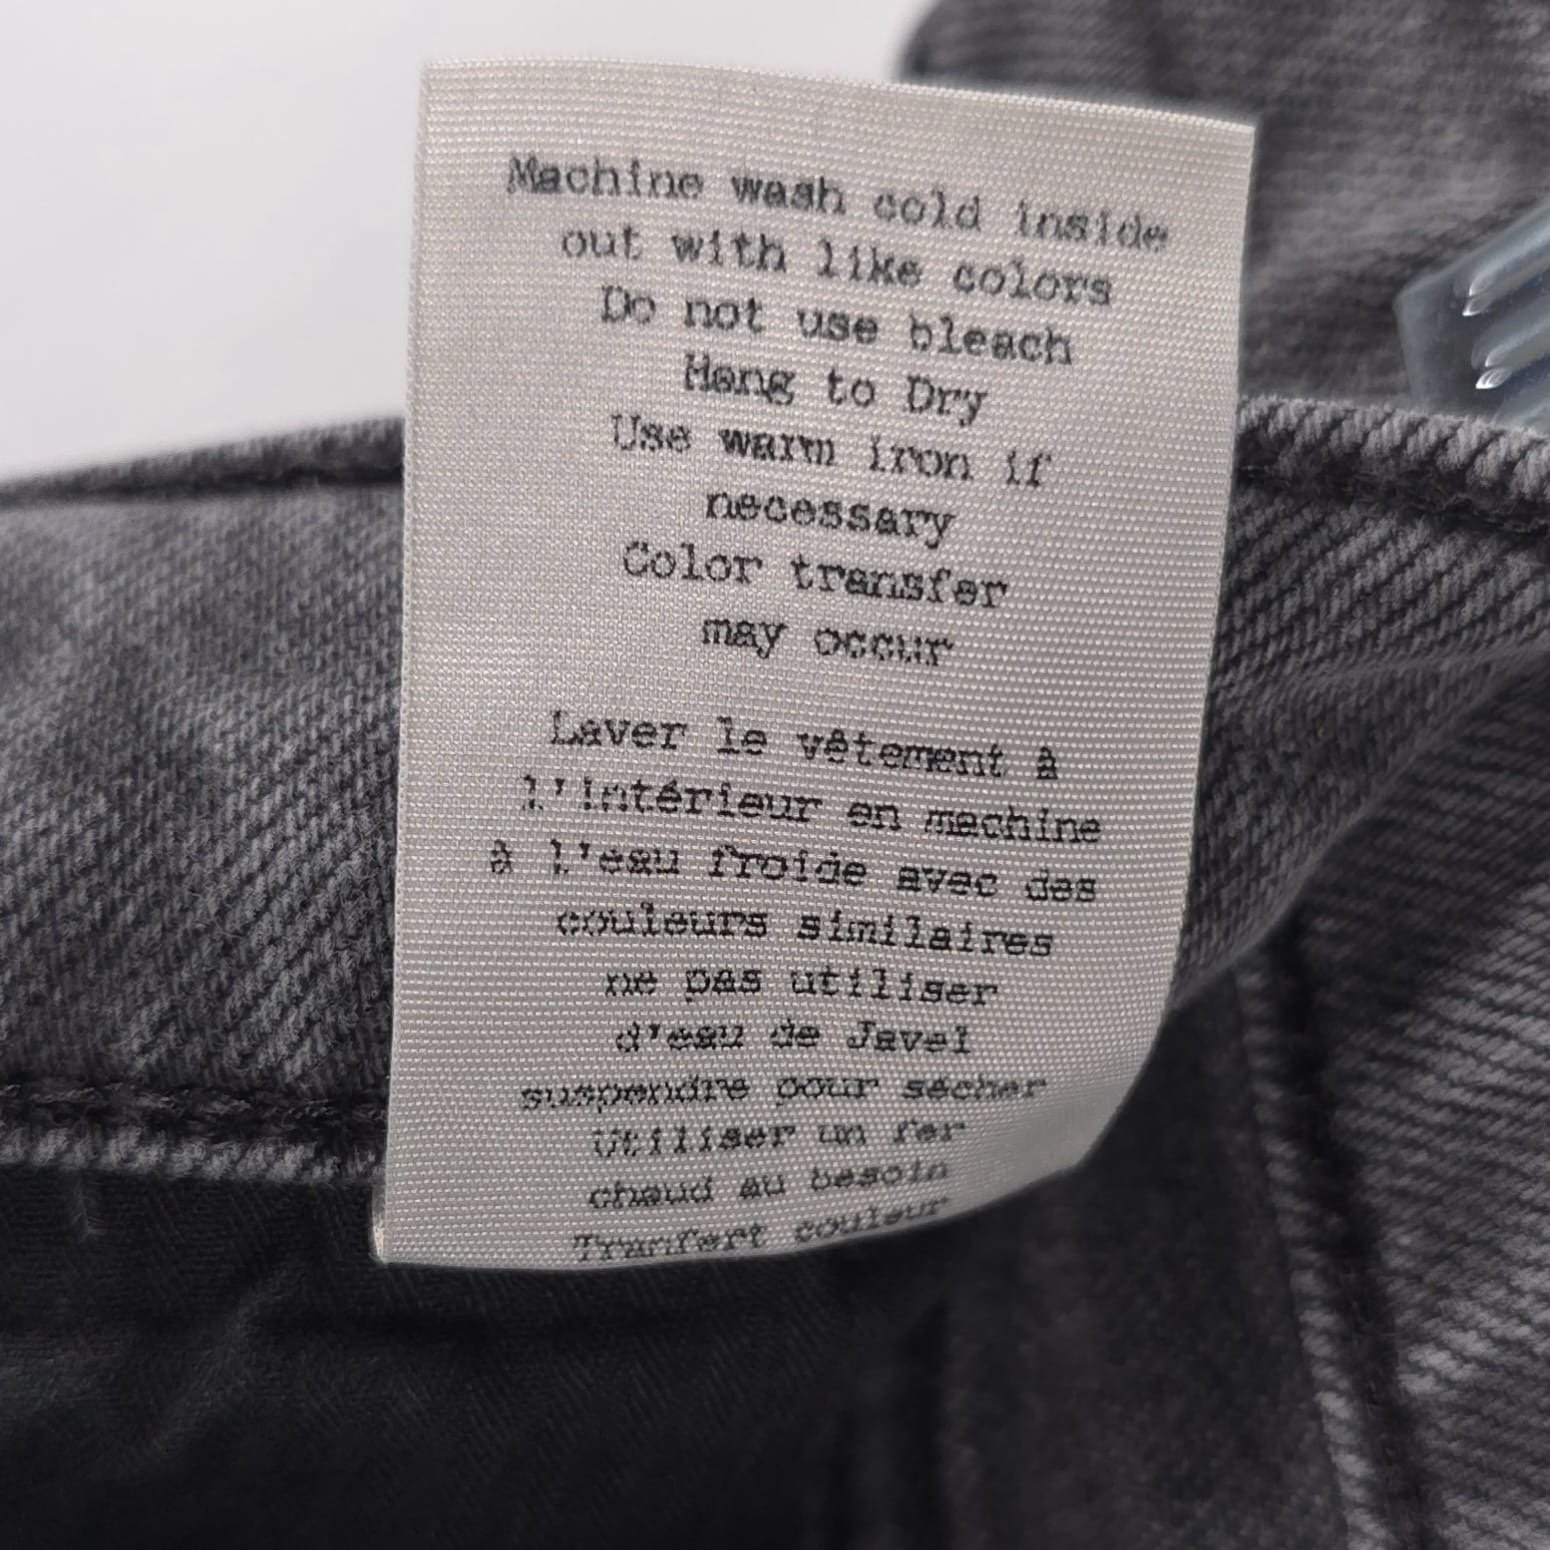 Machine wash cold inside
out with like colors
Do not use bleach
Hang to Dry
Use warm iron if
necessary
Color transfer
may occur
Laver le vêtement à
l'intérieur en machine
à l'eau froide avec des
couleurs similaires
ne pas utiliser
d'eau de Javel
suspendre pour sécher
Utiliser un fer
chaud au besoin
Tranfert couleur